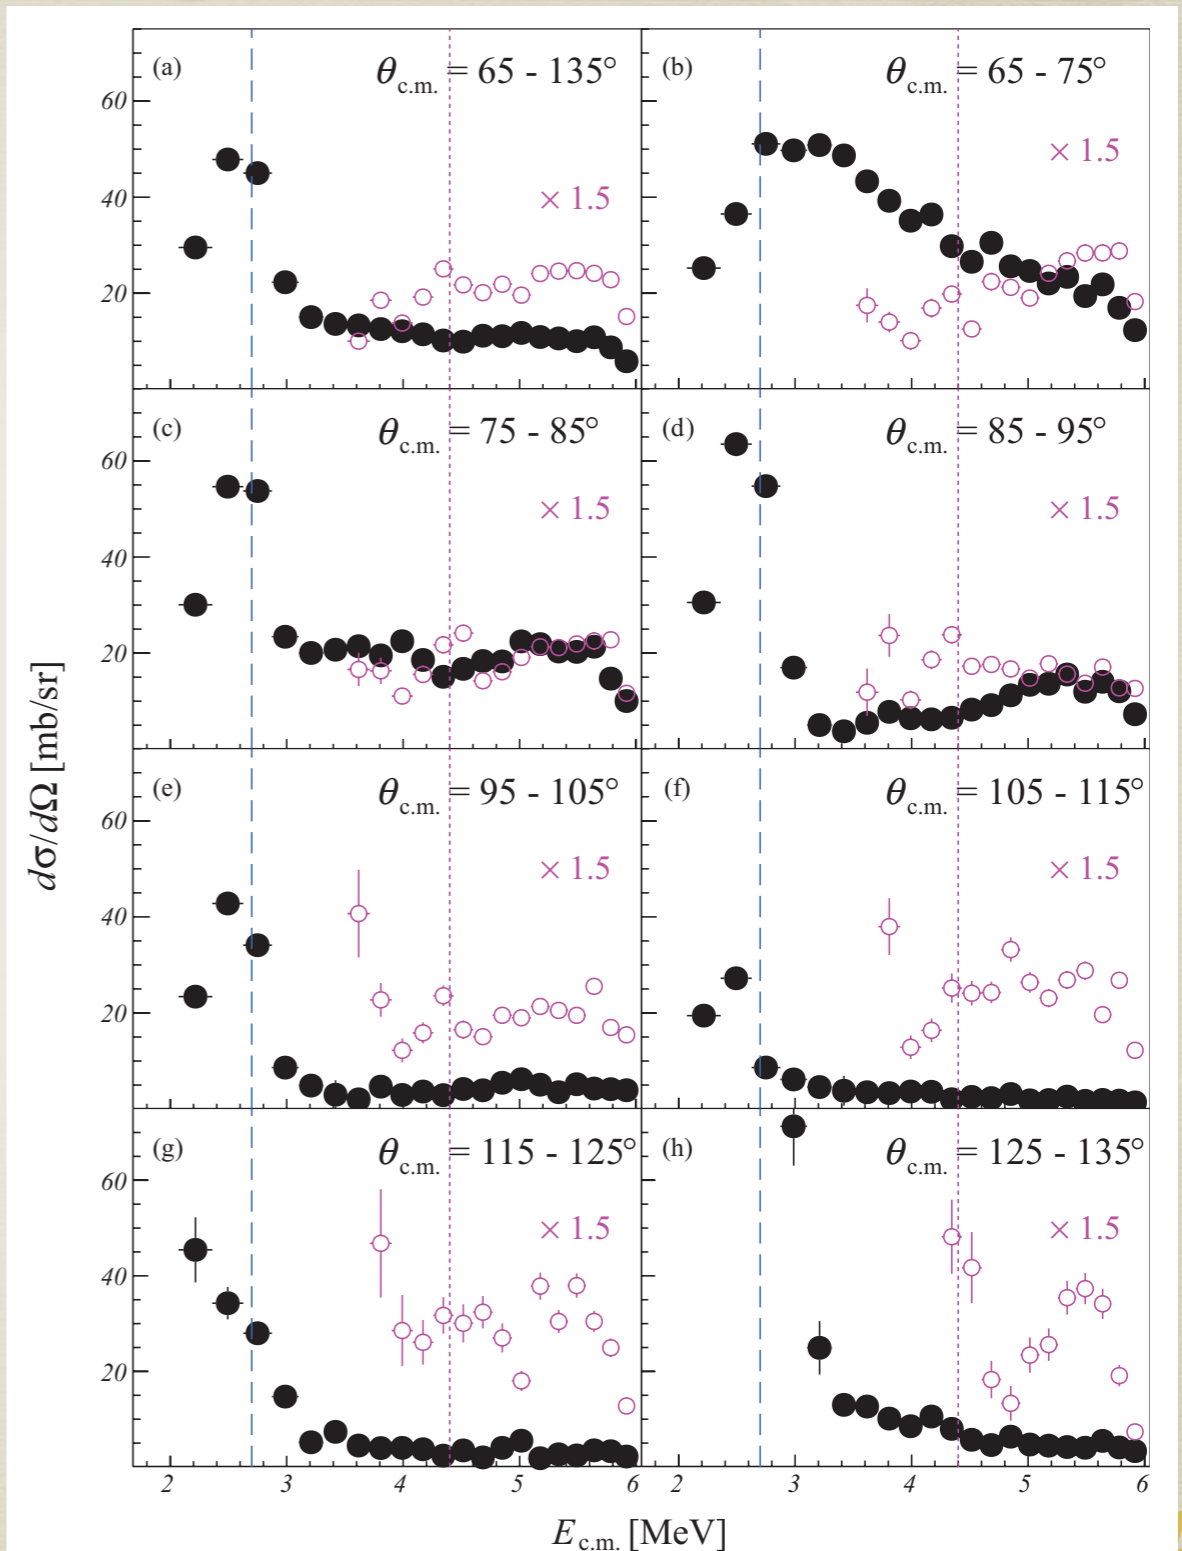 (a) θc.m. = 65 - 135°
(b) θc.m. = 65 - 75°
60
× 1.5
40
× 1.5
20
(c) θc.m. = 75 - 85°
(d) θc.m. = 85 - 95°
60
× 1.5
× 1.5
40
20
dσ/dΩ [mb/sr]
(e) θc.m. = 95 - 105°
(f) θc.m. = 105 - 115°
60
× 1.5
× 1.5
40
20
(g) θc.m. = 115 - 125°
(h) θc.m. = 125 - 135°
60
× 1.5
× 1.5
40
20
2 3 4 5 6
2 3 4 5 6
Ec.m. [MeV]